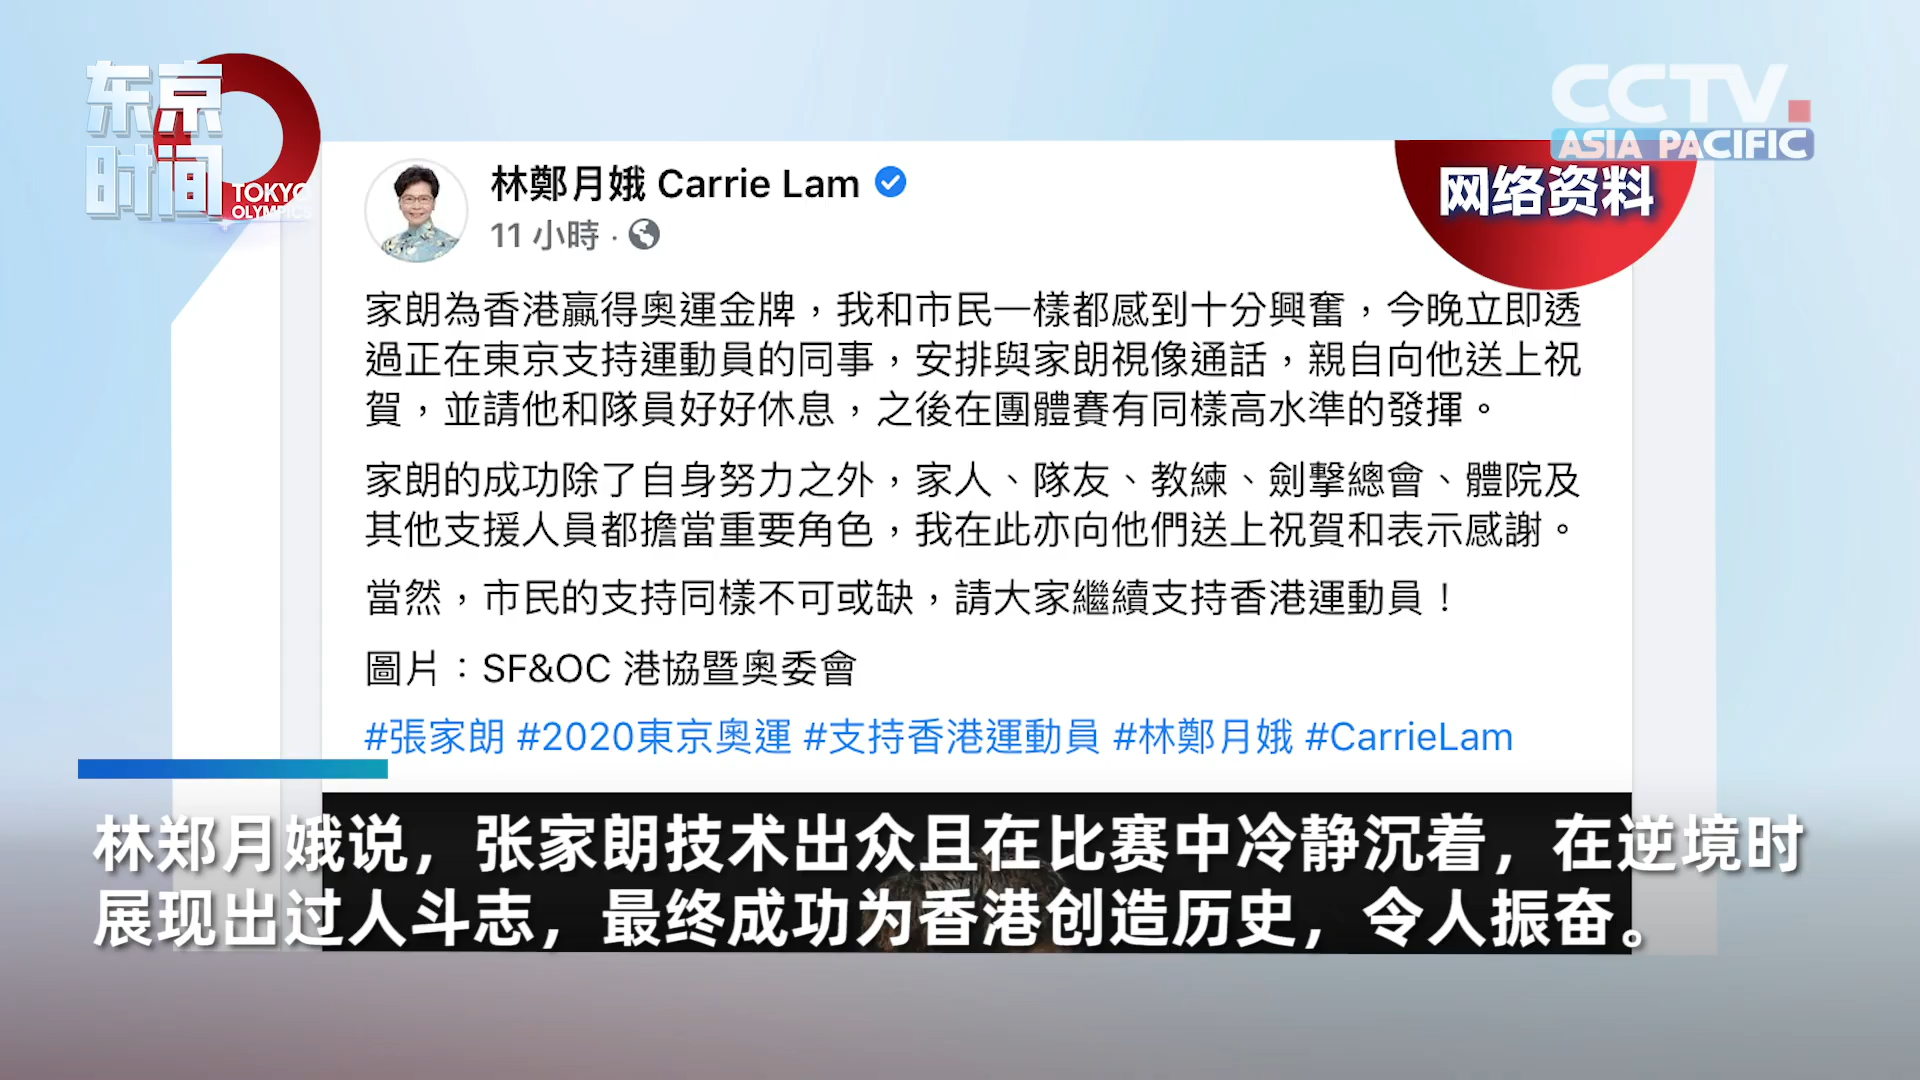 东京
时间
TOKYO
OLYMPICS
CCTV
ASIA PACIFIC
网络资料
林鄭月娥 Carrie Lam
11 小時 ·
家朗為香港贏得奧運金牌，我和市民一樣都感到十分興奮，今晚立即透
過正在東京支持運動員的同事，安排與家朗視像通話，親自向他送上祝
賀，並請他和隊員好好休息，之後在團體賽有同樣高水準的發揮。
家朗的成功除了自身努力之外，家人、隊友、教練、劍擊總會、體院及
其他支援人員都擔當重要角色，我在此亦向他們送上祝賀和表示感謝。
當然，市民的支持同樣不可或缺，請大家繼續支持香港運動員！
圖片：SF&OC 港協暨奧委會
#張家朗 #2020東京奧運 #支持香港運動員 #林鄭月娥 #CarrieLam
林郑月娥说，张家朗技术出众且在比赛中冷静沉着，在逆境时
展现出过人斗志，最终成功为香港创造历史，令人振奋。